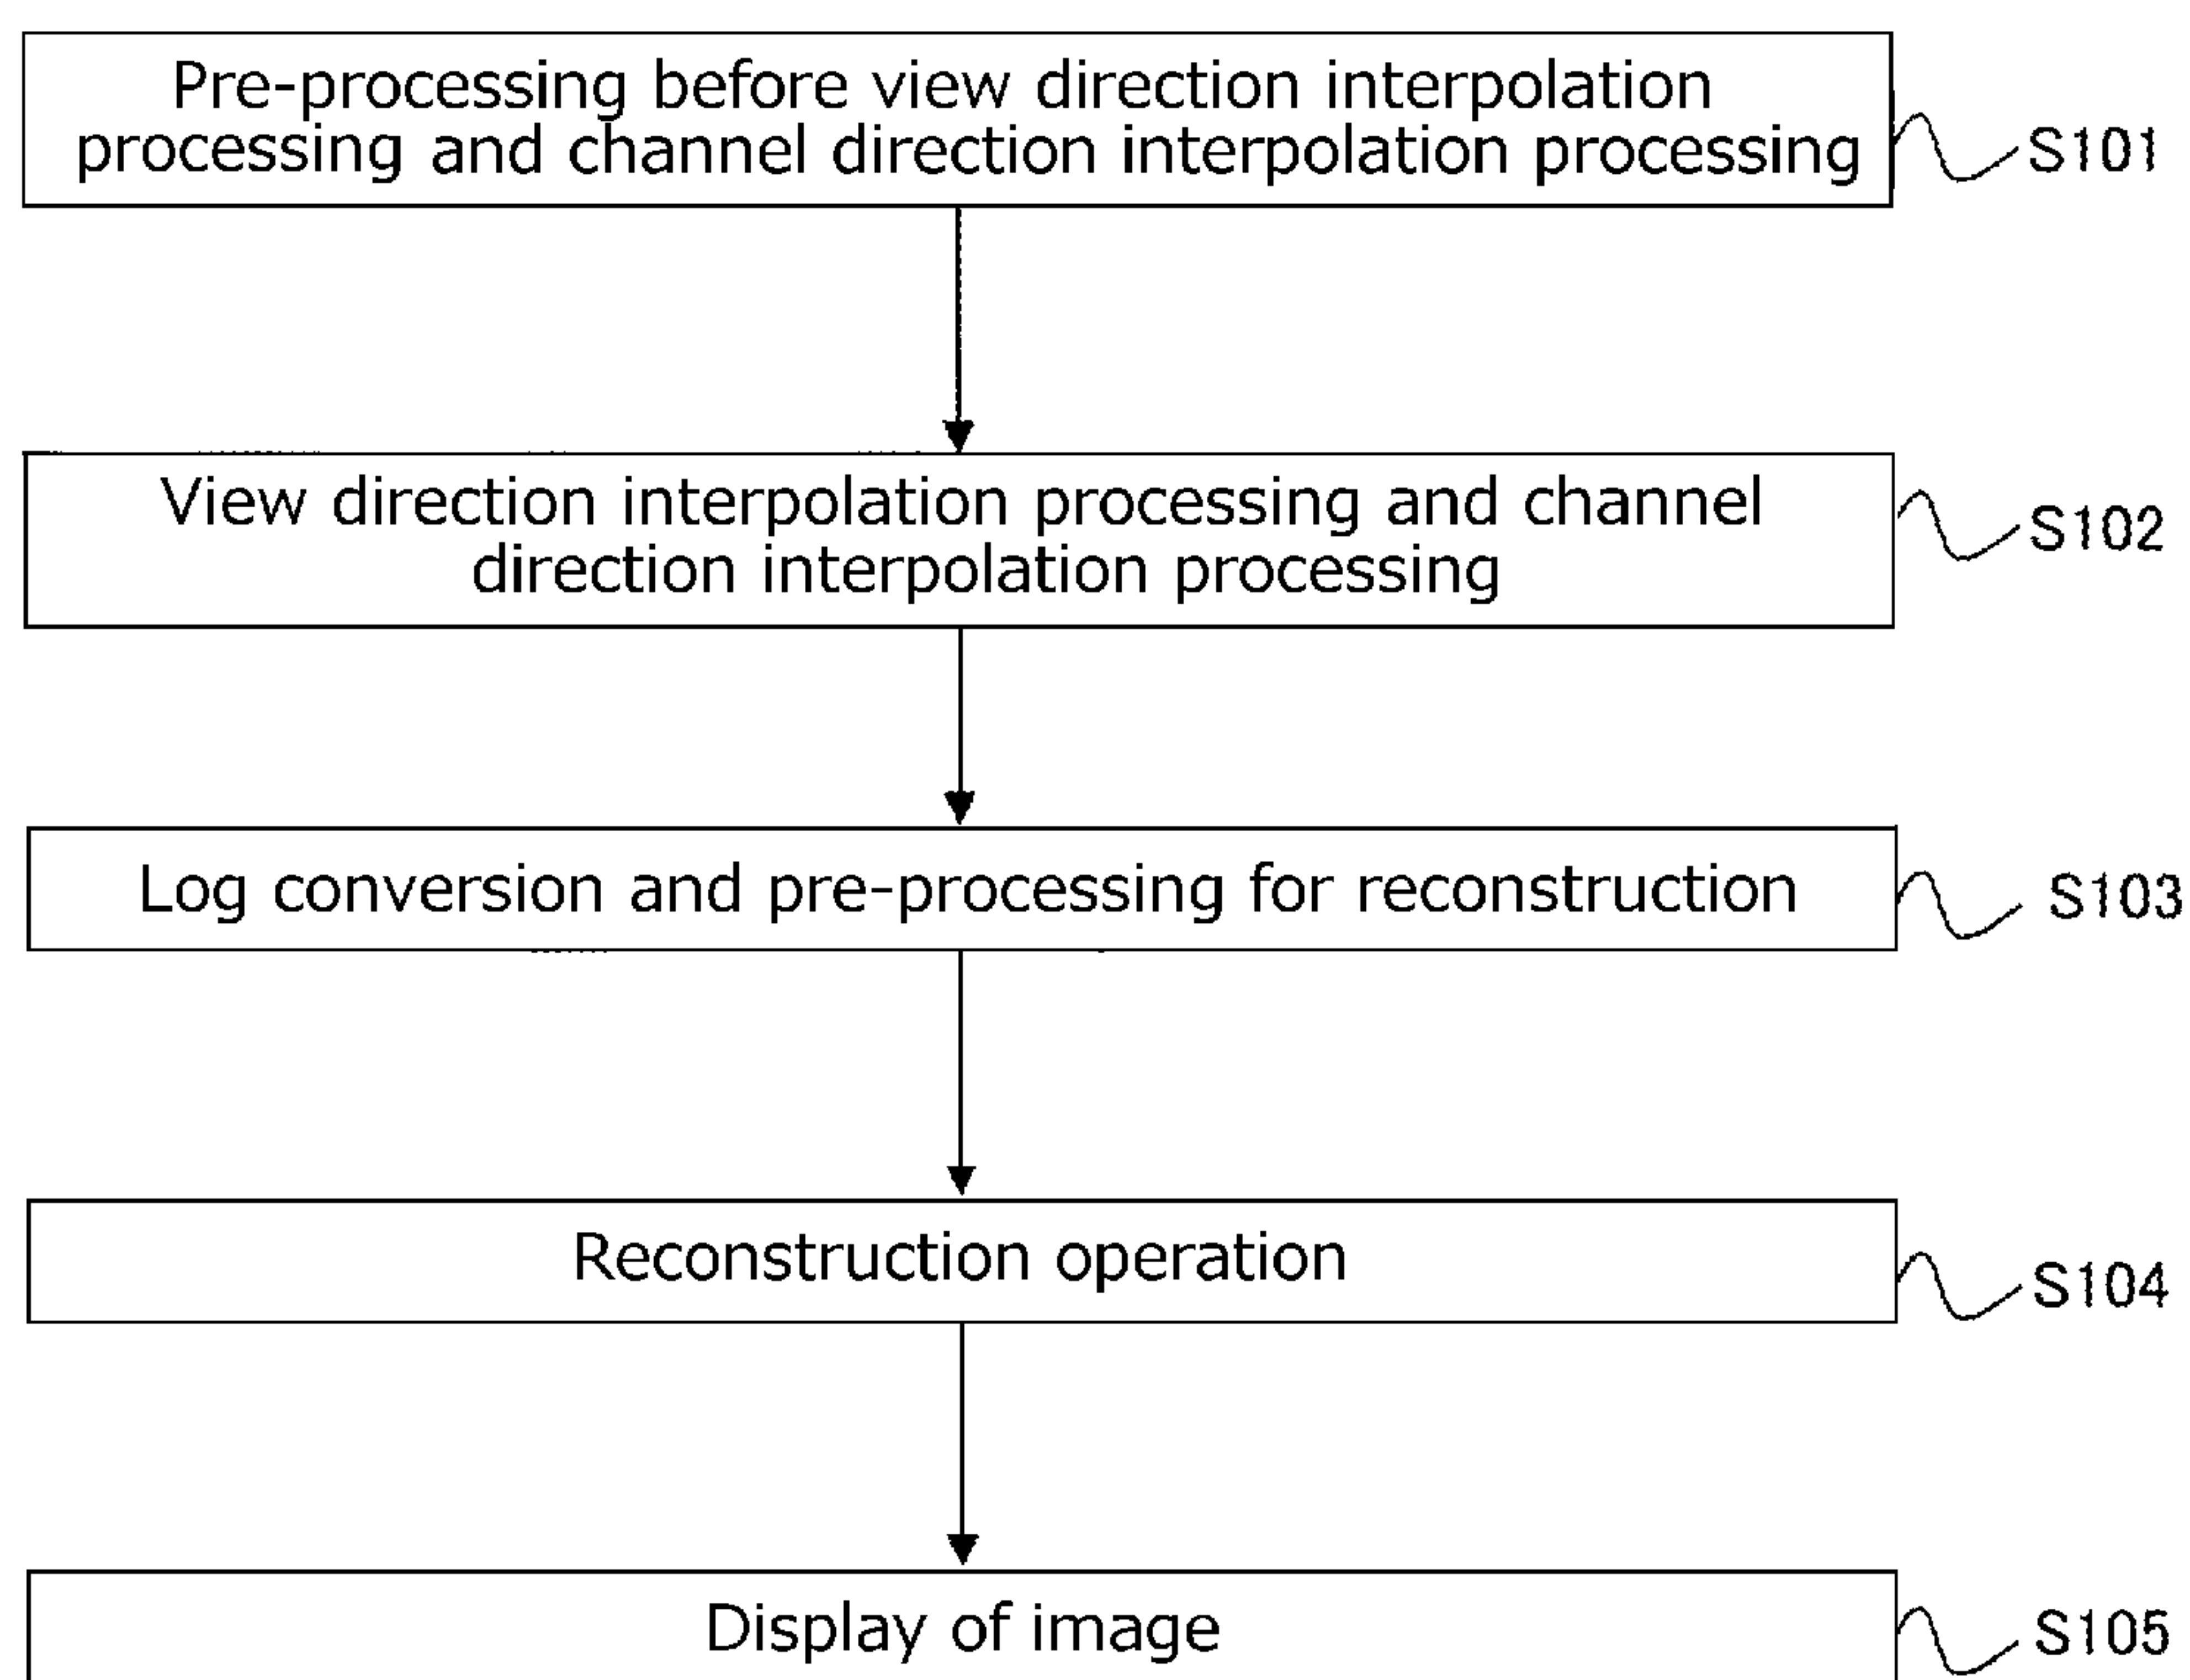 Pre-processing before view direction interpolation
processing and channel direction interpolation processing
S101
View direction interpolation processing and channel
direction interpolation processing
S102
Log conversion and pre-processing for reconstruction
S103
Reconstruction operation
S104
Display of image
S105